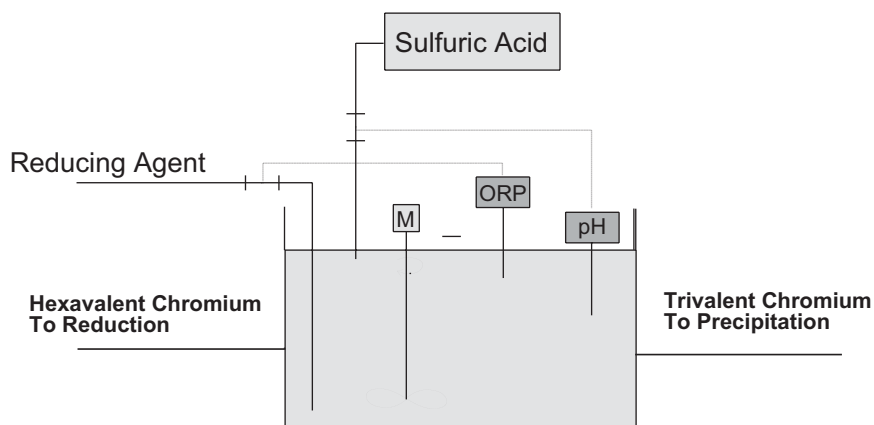 Sulfuric Acid
Reducing Agent
ORP
M
pH
Hexavalent Chromium
To Reduction
Trivalent Chromium
To Precipitation